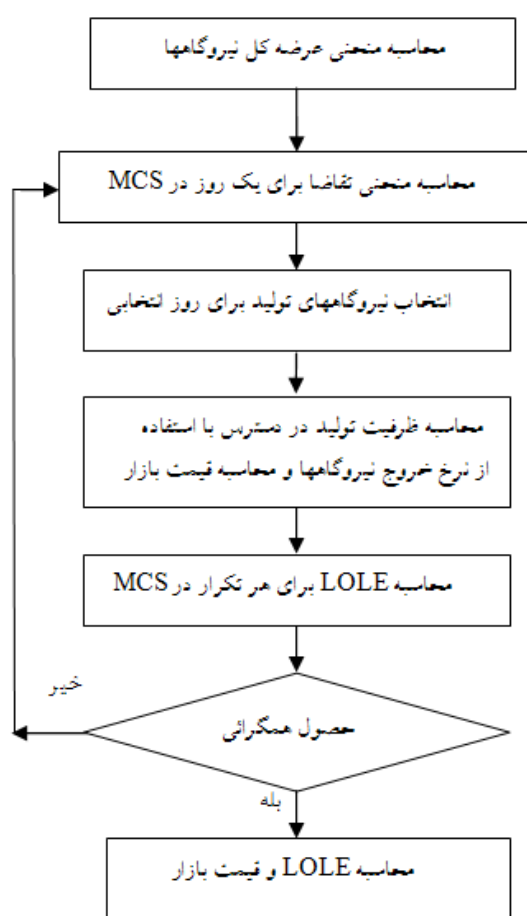 محاسبه منحنی عرضه کل نیروگاهها
محاسبه منحنی تقاضا برای یک روز در MCS
انتخاب نیروگاههای تولید برای روز انتخابی
محاسبه ظرفیت تولید در دسترس با استفاده
از نرخ خروج نیروگاهها و محاسبه قیمت بازار
محاسبه LOLE برای هر تکرار در MCS
خیر
حصول همگرائی
بله
محاسبه LOLE و قیمت بازار